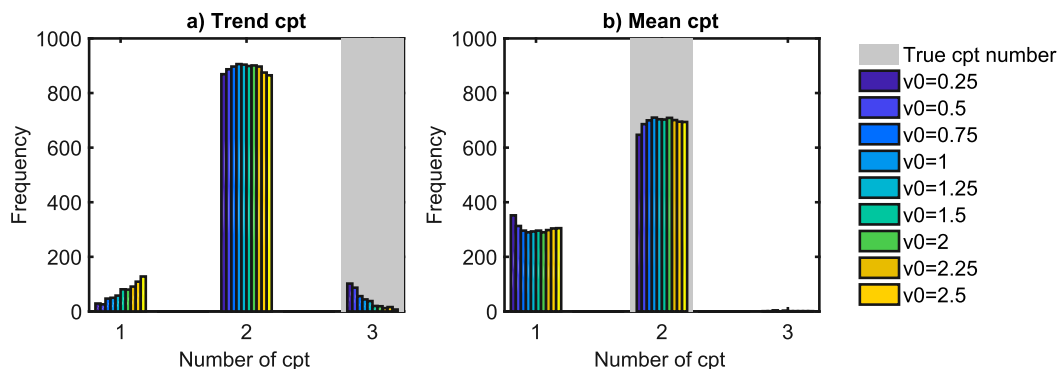 a) Trend cpt
1000
800
600
400
200
0
Frequency
1 2 3
Number of cpt
b) Mean cpt
1000
800
600
400
200
0
Frequency
1 2 3
Number of cpt
True cpt number
v0=0.25
v0=0.5
v0=0.75
v0=1
v0=1.25
v0=1.5
v0=2
v0=2.25
v0=2.5